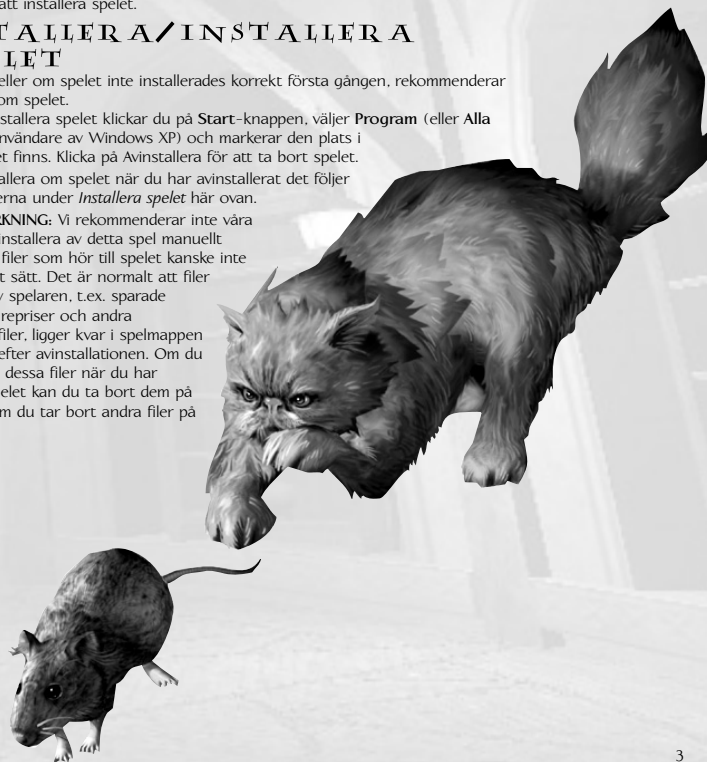 att installera spelet.
TALLERA/INSTALLERA
LET
eller om spelet inte installerades korrekt första gången, rekommenderar
om spelet.
stallera spelet klickar du på Start-knappen, väljer Program (eller Alla
nvändare av Windows XP) och markerar den plats i
et finns. Klicka på Avinstallera för att ta bort spelet.
allera om spelet när du har avinstallerat det följer
erna under Installera spelet här ovan.
RKNING: Vi rekommenderar inte våra
installera av detta spel manuellt
filer som hör till spelet kanske inte
t sätt. Det är normalt att filer
v spelaren, t.ex. sparade
repriser och andra
filer, ligger kvar i spelmappen
efter avinstallationen. Om du
dessa filer när du har
elet kan du ta bort dem på
m du tar bort andra filer på
3